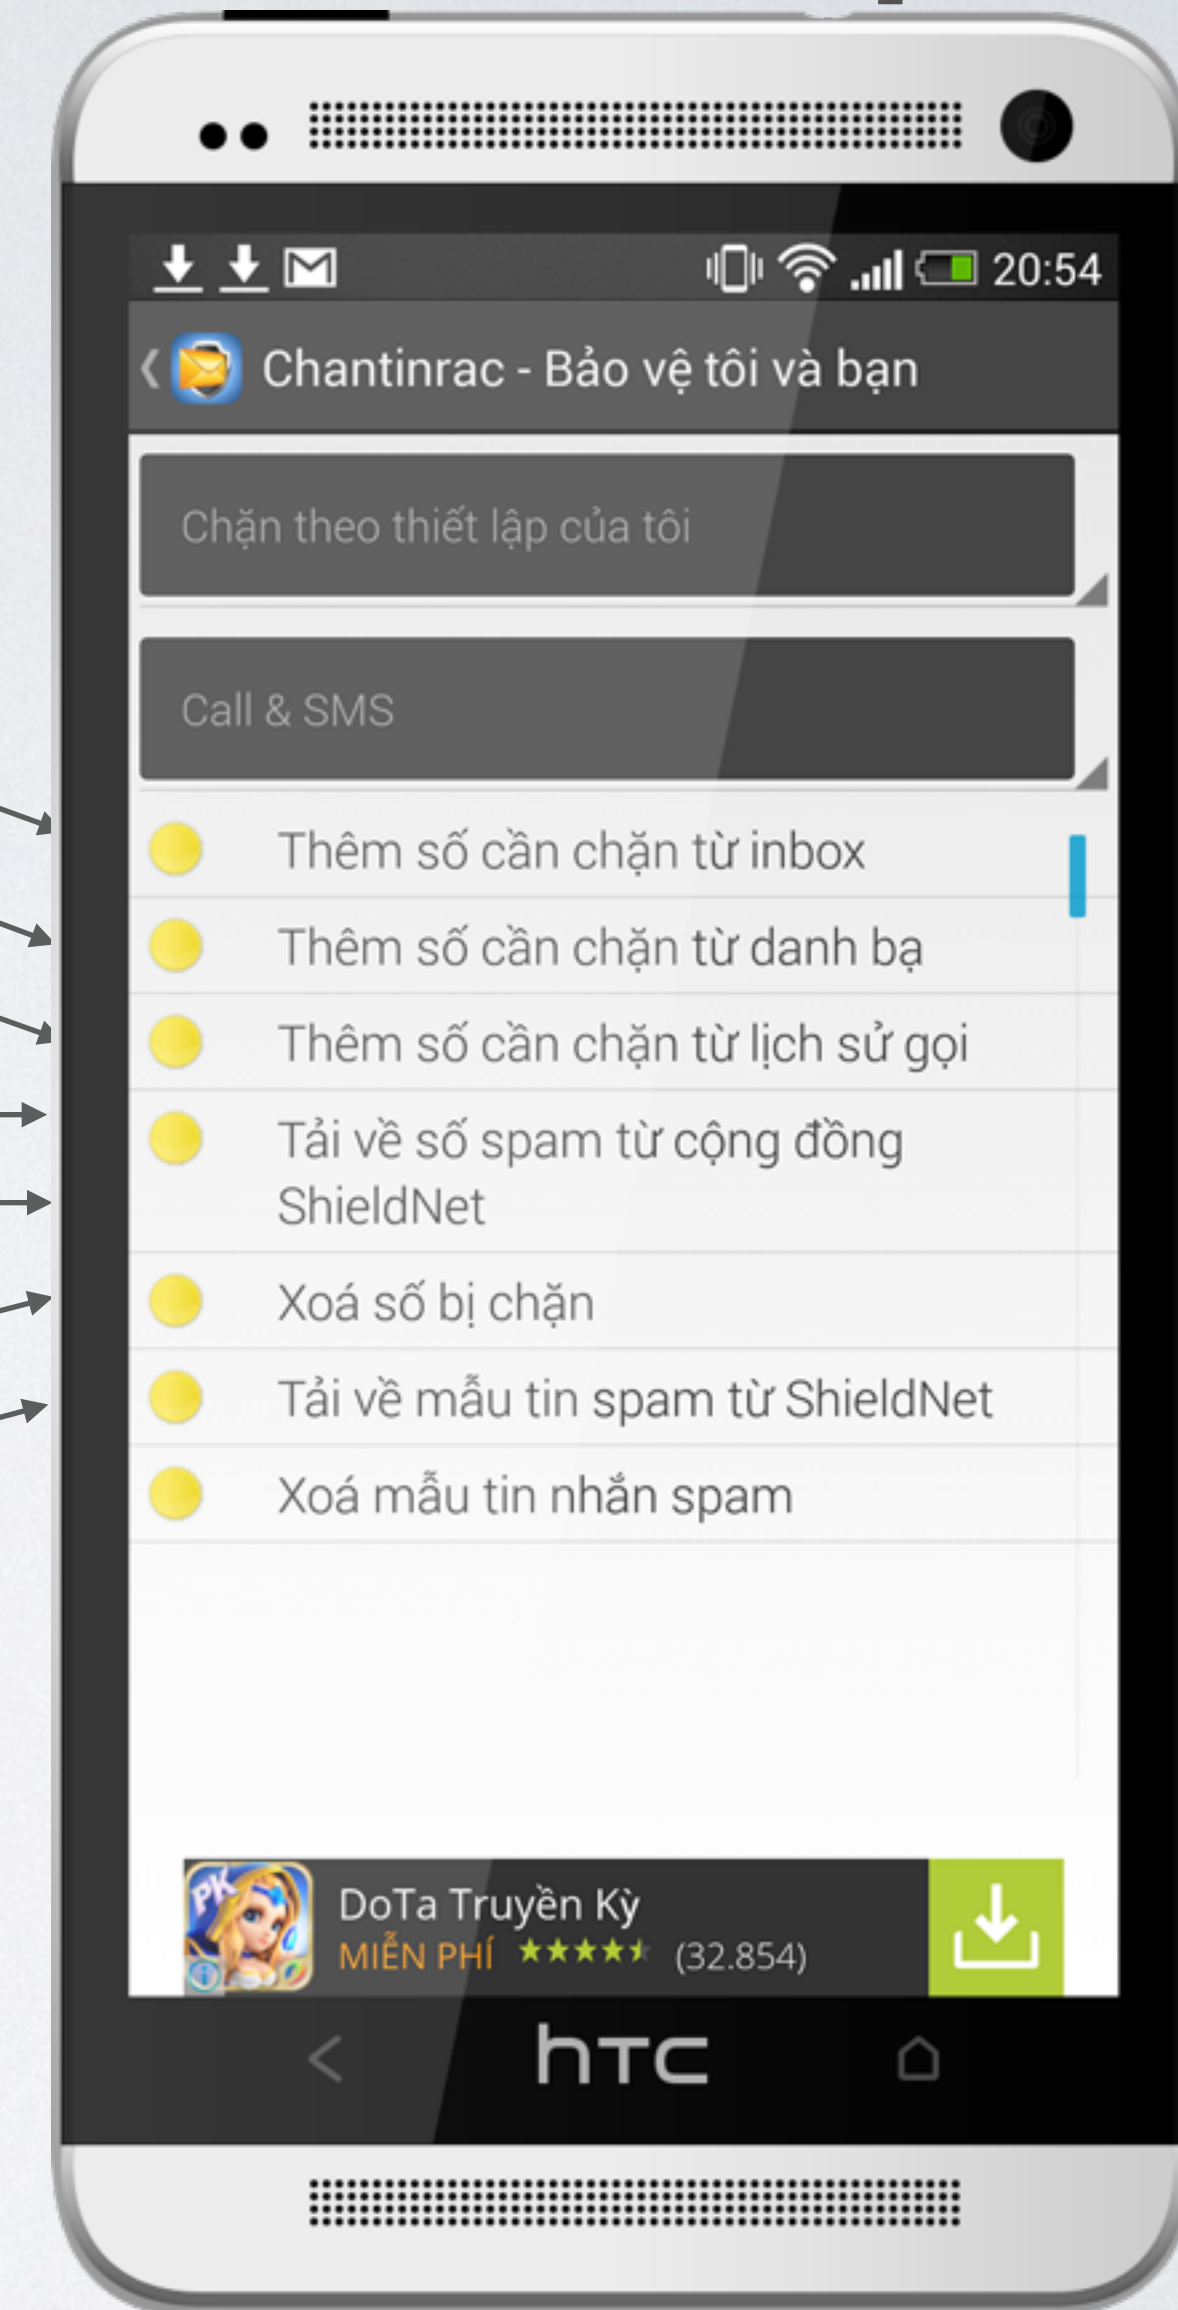 20:54
Chantinrac - Bảo vệ tôi và bạn
Chặn theo thiết lập của tôi
Call & SMS
Thêm số cần chặn từ inbox
Thêm số cần chặn từ danh bạ
Thêm số cần chặn từ lịch sử gọi
Tải về số spam từ cộng đồng
ShieldNet
Xoá số bị chặn
Tải về mẫu tin spam từ ShieldNet
Xoá mẫu tin nhắn spam
PK
DoTa Truyền Kỳ
MIỄN PHÍ (32.854)
hTC